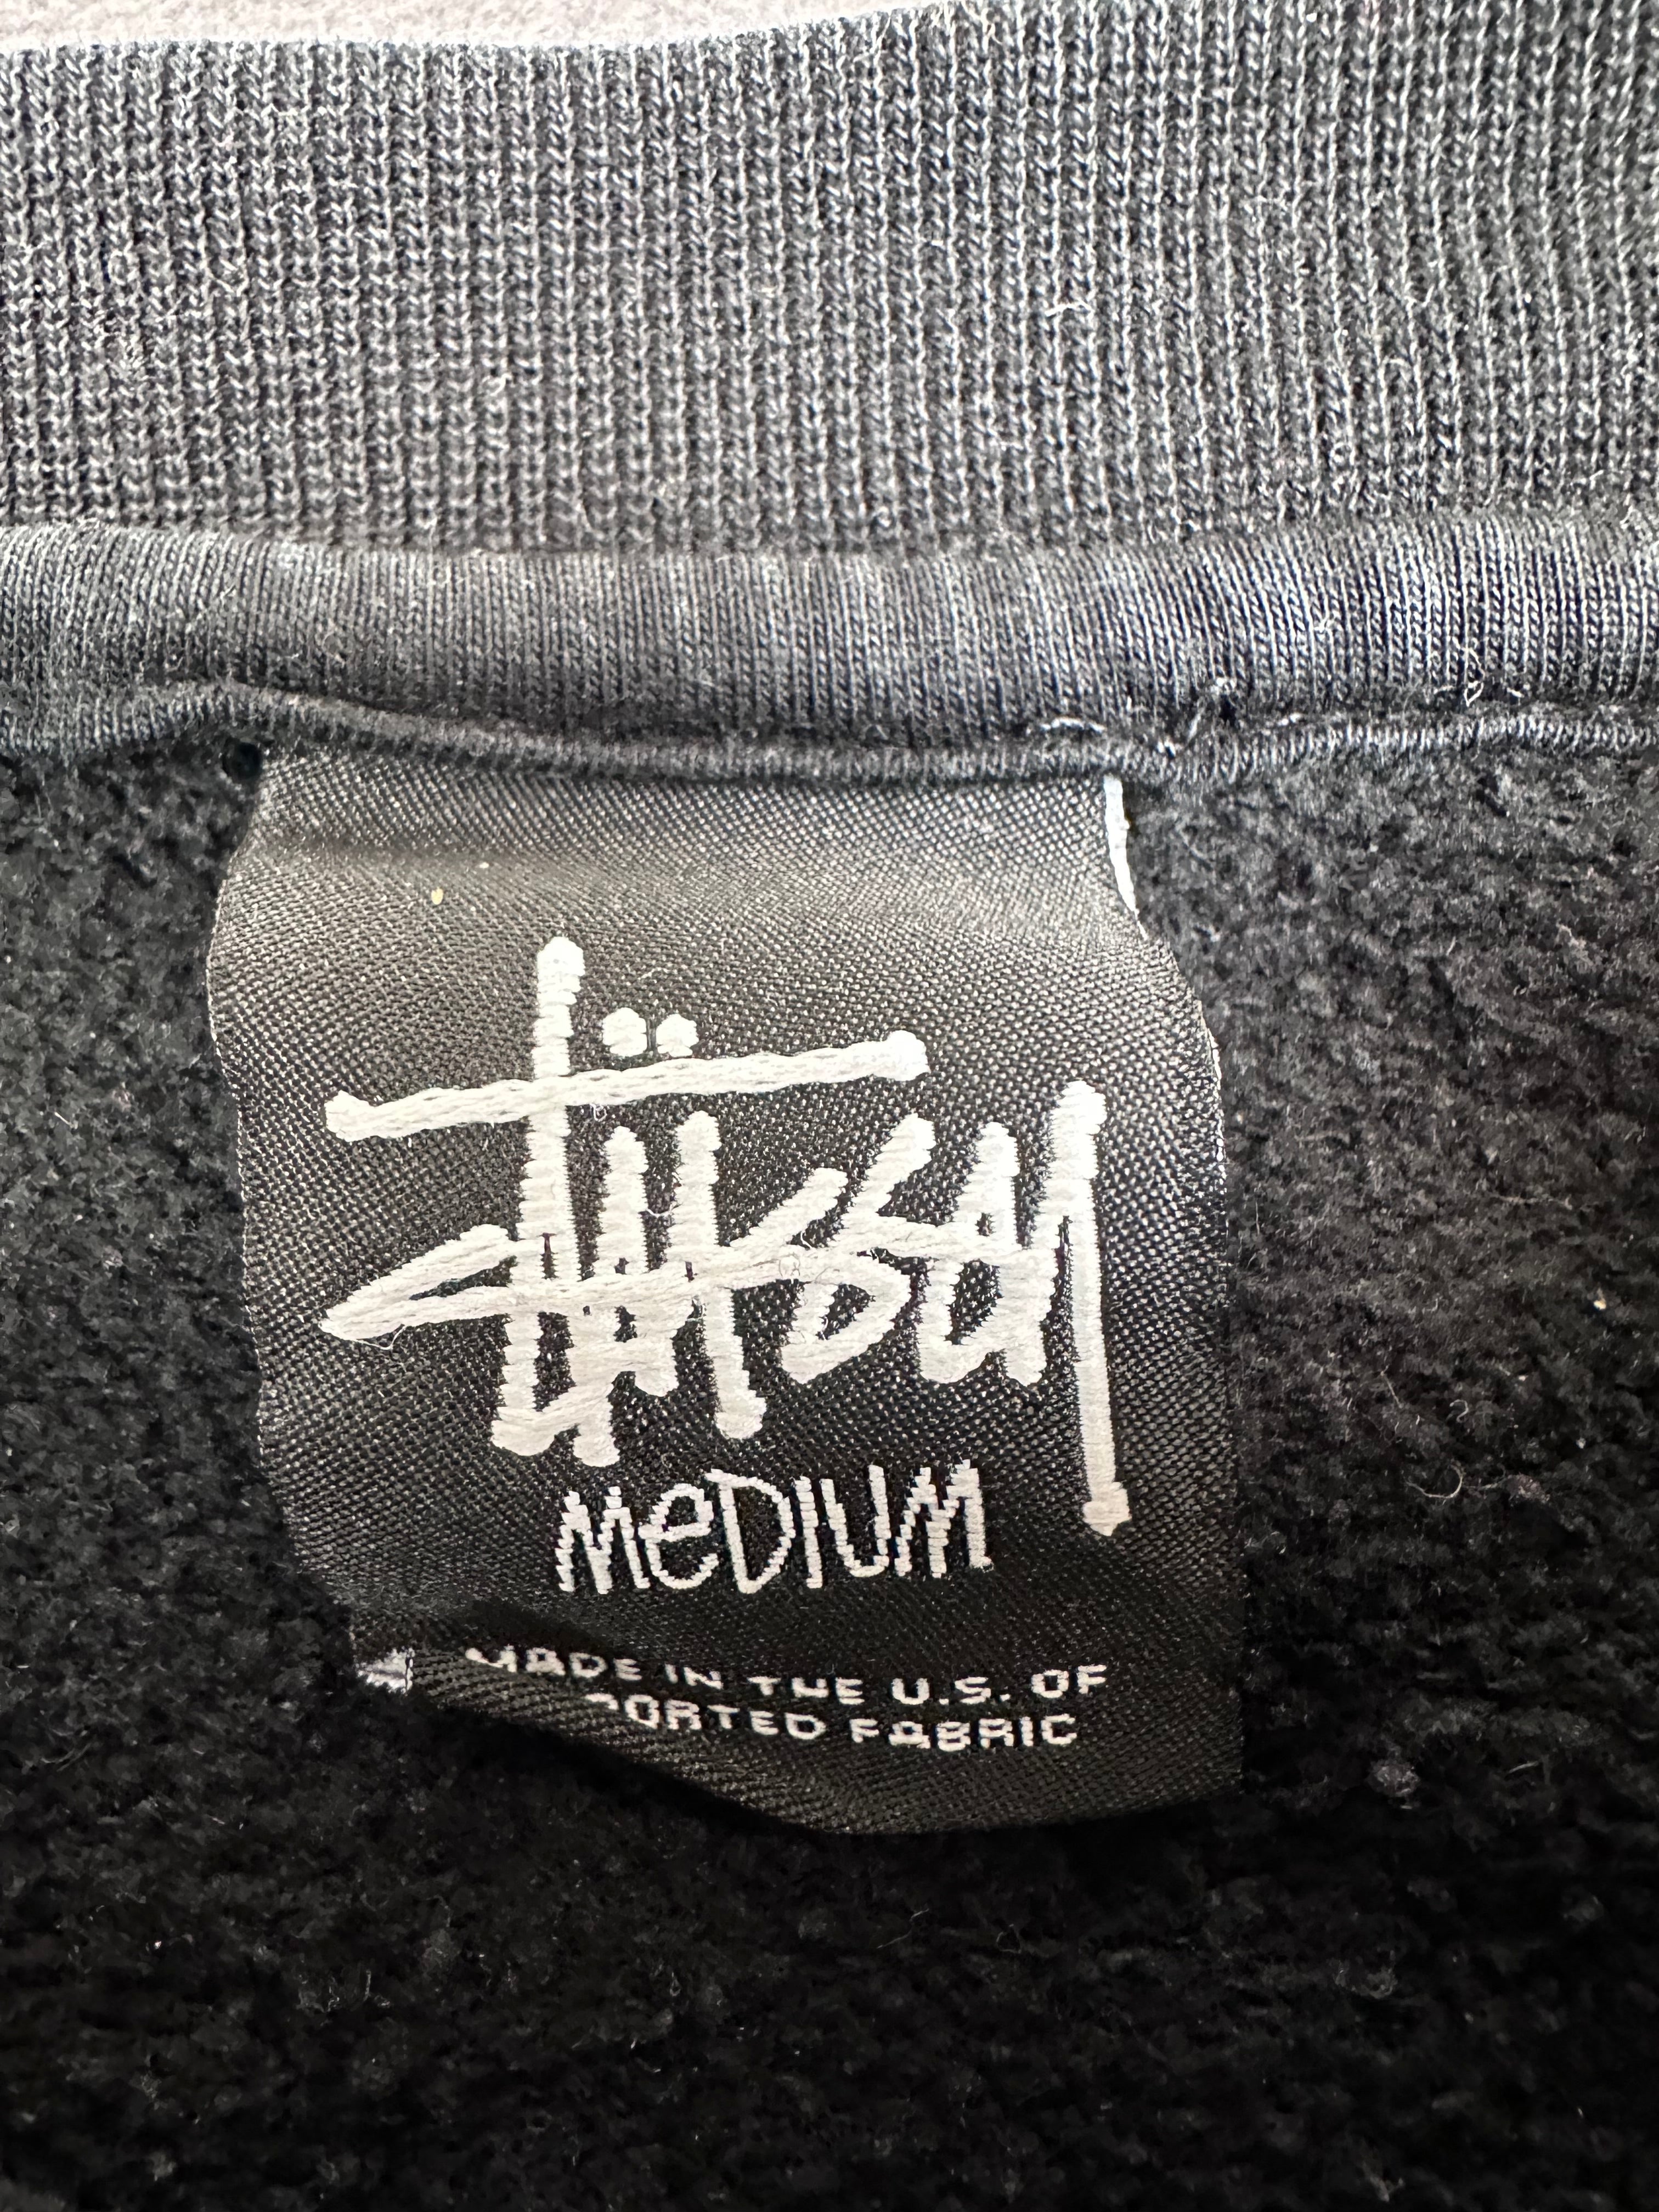 Stüssy
MeDIUM
MADE IN THE U.S. OF
FABRIC